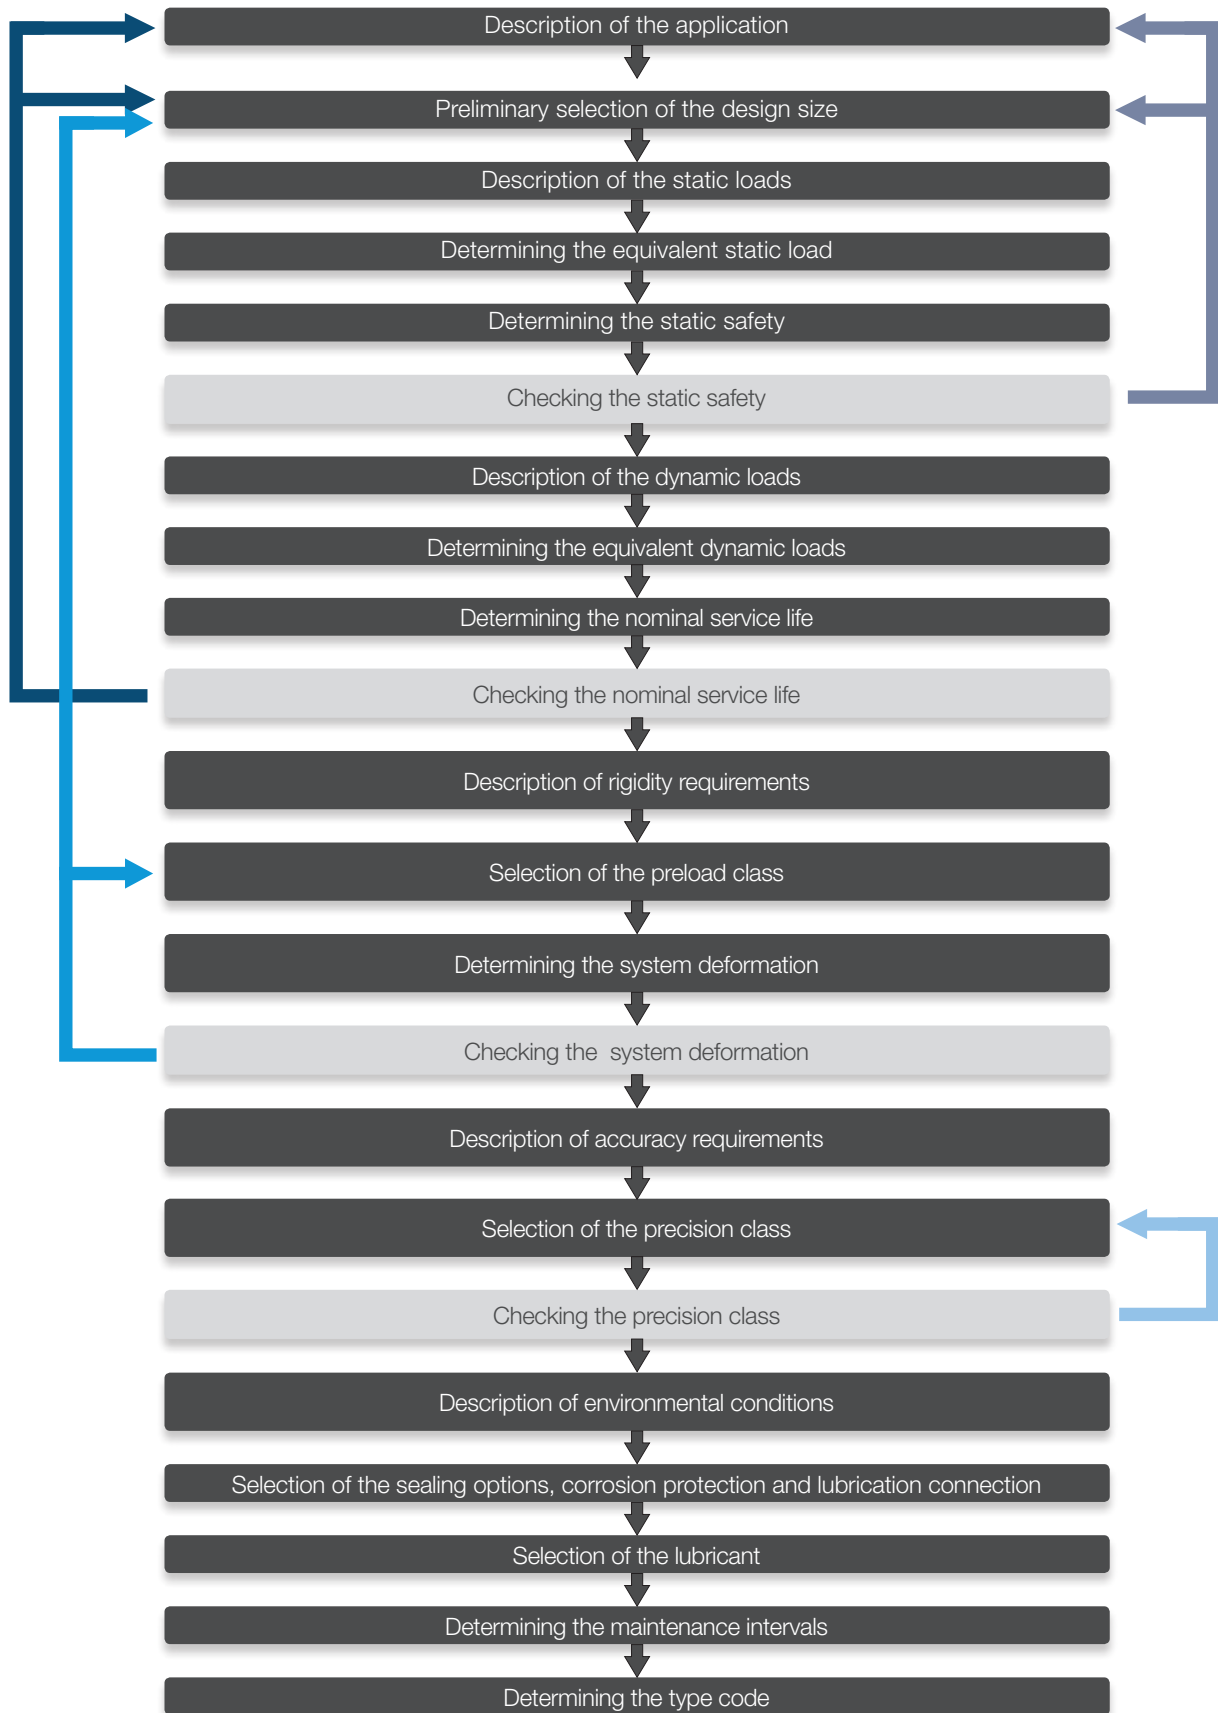 Description of the application
Preliminary selection of the design size
Description of the static loads
Determining the equivalent static load
Determining the static safety
Checking the static safety
Description of the dynamic loads
Determining the equivalent dynamic loads
Determining the nominal service life
Checking the nominal service life
Description of rigidity requirements
Selection of the preload class
Determining the system deformation
Checking the  system deformation
Description of accuracy requirements
Selection of the precision class
Checking the precision class
Description of environmental conditions
Selection of the sealing options, corrosion protection and lubrication connection
Selection of the lubricant
Determining the maintenance intervals
Determining the type code